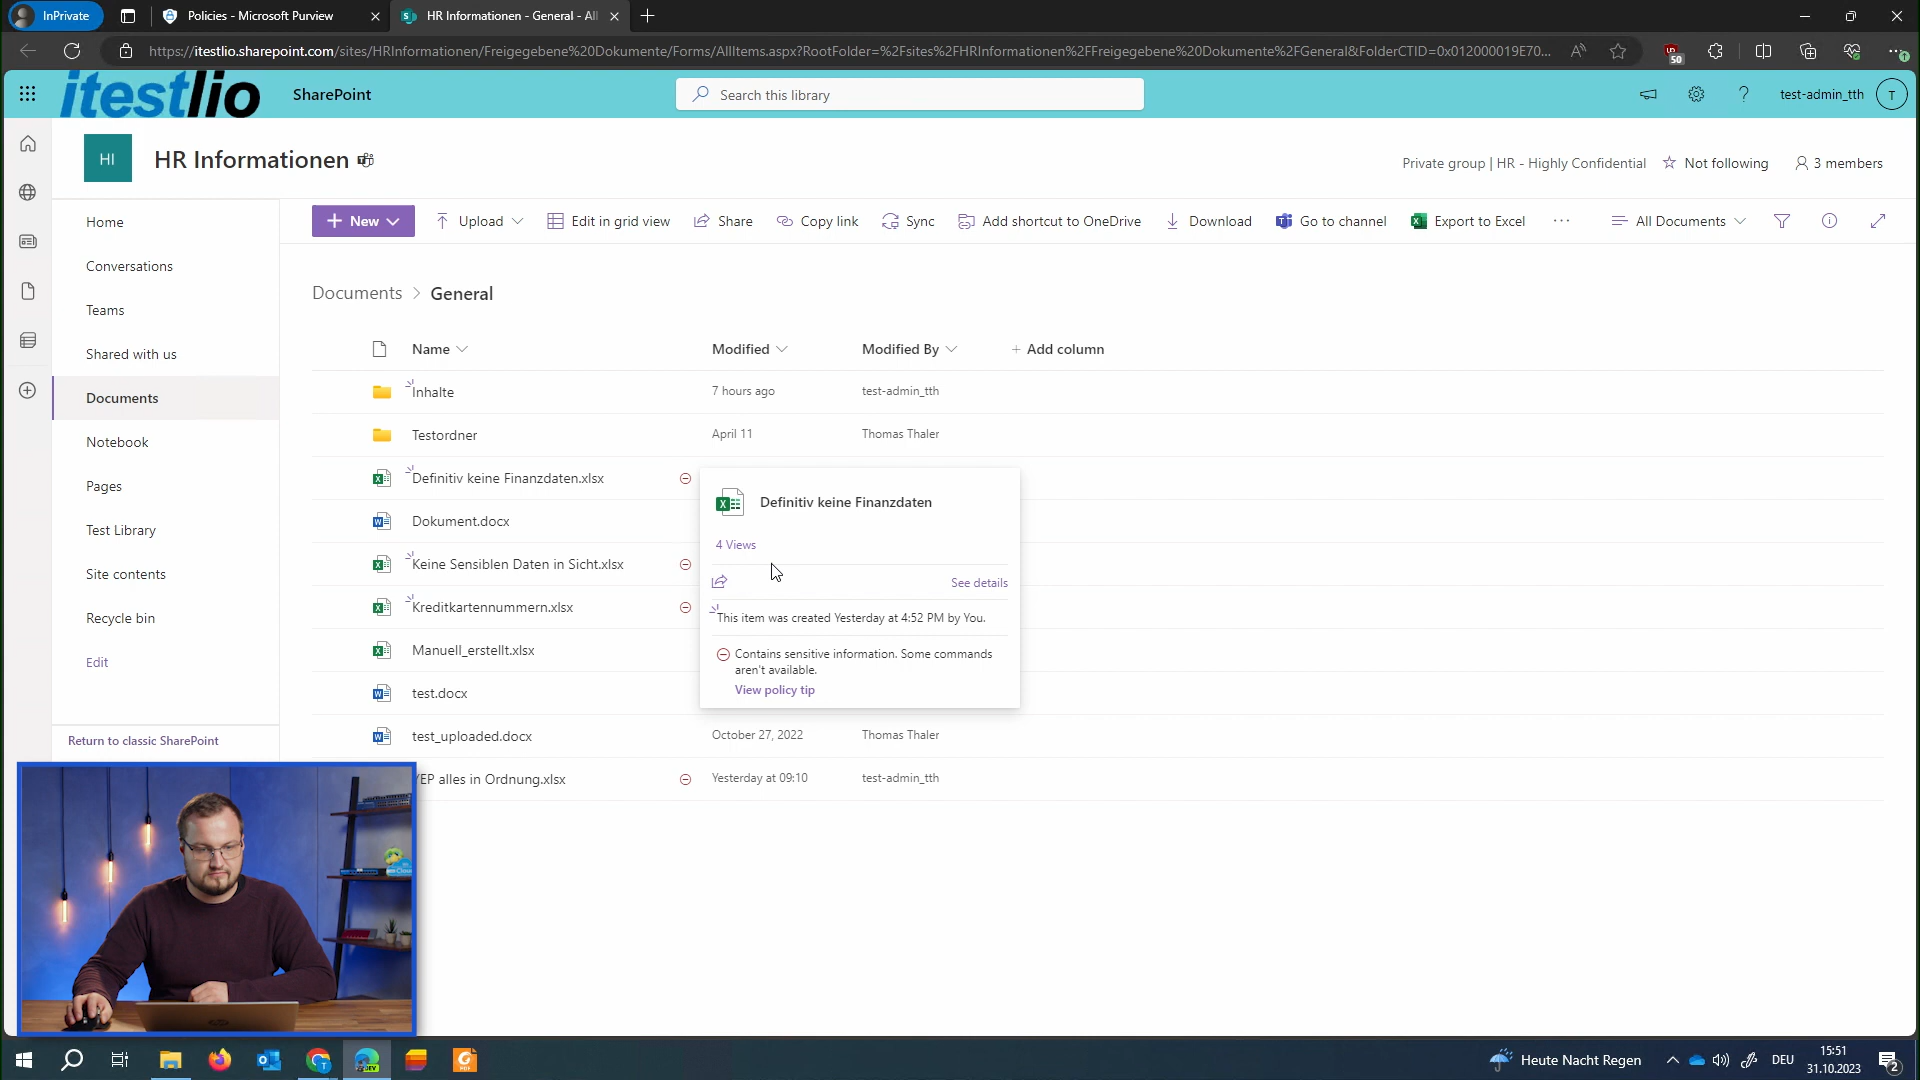 InPrivate
Policies - Microsoft Purview
HR Informationen - General - All
https://itestlio.sharepoint.com/sites/HRInformationen/Freigegebene%20Dokumente/Forms/AllItems.aspx?RootFolder=%2Fsites%2FHRInformationen%2FFreigegebene%20Dokumente%2FGeneral&FolderCTID=0x012000019E70...
50
itestlio
SharePoint
Search this library
test-admin_tth
T
HI
HR Informationen
Private group | HR - Highly Confidential
Not following
3 members
Home
Conversations
Teams
Shared with us
Documents
Notebook
Pages
Test Library
Site contents
Recycle bin
Edit
Return to classic SharePoint
New
Upload
Edit in grid view
Share
Copy link
Sync
Add shortcut to OneDrive
Download
Go to channel
Export to Excel
All Documents
Documents > General
Name
Modified
Modified By
+ Add column
Inhalte
7 hours ago
test-admin_tth
Testordner
April 11
Thomas Thaler
Definitiv keine Finanzdaten.xlsx
Dokument.docx
Keine Sensiblen Daten in Sicht.xlsx
Kreditkartennummern.xlsx
Manuell_erstellt.xlsx
test.docx
test_uploaded.docx
October 27, 2022
Thomas Thaler
YEP alles in Ordnung.xlsx
Yesterday at 09:10
test-admin_tth
Definitiv keine Finanzdaten
4 Views
See details
This item was created Yesterday at 4:52 PM by You.
Contains sensitive information. Some commands
aren't available.
View policy tip
Heute Nacht Regen
DEU
15:51
31.10.2023
2